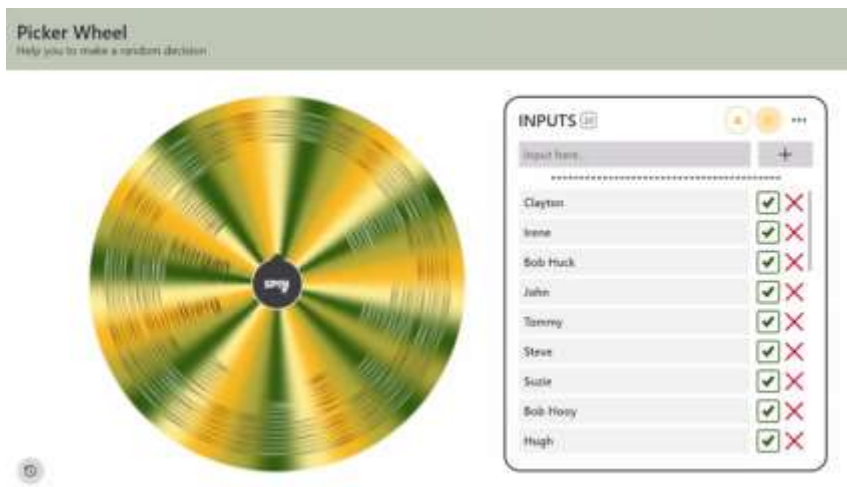 Picker Wheel
Help you to make a random decision
SPIN
INPUTS
Input here...
Clayton
Irene
Bob Huck
John
Tommy
Steve
Suzie
Bob Hooy
Hugh